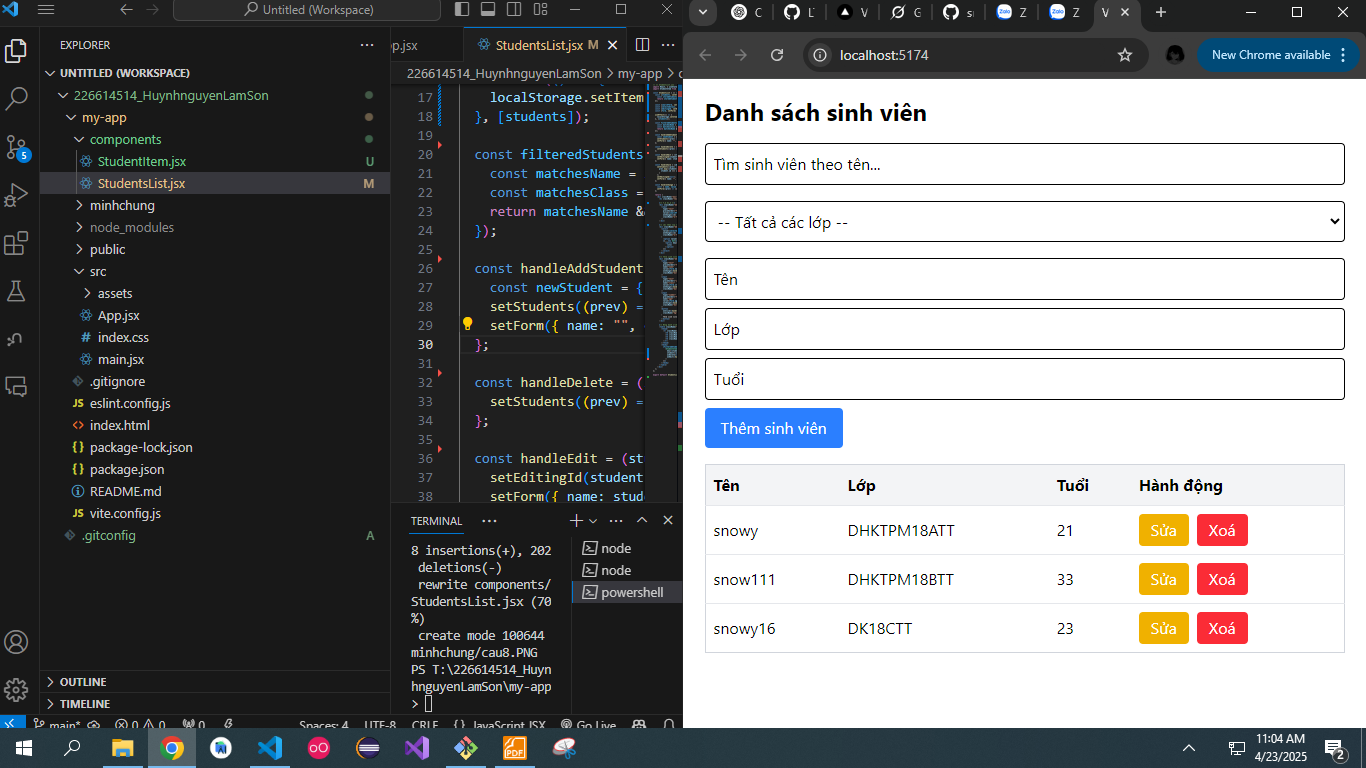 Untitled (Workspace)
EXPLORER
UNTITLED (WORKSPACE)
226614514_HuynhnguyenLamSon
my-app
components
StudentItem.jsx U
StudentsList.jsx M
minhchung
node_modules
public
src
assets
App.jsx
index.css
main.jsx
.gitignore
eslint.config.js
index.html
package-lock.json
package.json
README.md
vite.config.js
.gitconfig A
OUTLINE
TIMELINE
5
StudentsList.jsx M
226614514_HuynhnguyenLamSon > my-app >
17 localStorage.setItem
18 }, [students]);
19
20 const filteredStudents
21 const matchesName =
22 const matchesClass =
23 return matchesName &
24 });
25
26 const handleAddStudent
27 const newStudent = {
28 setStudents((prev) =
29 setForm({ name: "",
30 };
31
32 const handleDelete = (
33 setStudents((prev) =
34 };
35
36 const handleEdit = (st
37 setEditingId(student
38 setForm({ name: stud
TERMINAL
8 insertions(+), 202
deletions(-)
rewrite components/
StudentsList.jsx (70
%)
create mode 100644
minhchung/cau8.PNG
PS T:\226614514_Huyn
hnguyenLamSon\my-app
>
node
node
powershell
main* 0 0 0 Spaces: 4 UTF-8 CRLF {} JavaScript JSX Go Live
C L V G s Z Z V
localhost:5174
New Chrome available
Danh sách sinh viên
Tìm sinh viên theo tên...
-- Tất cả các lớp --
Tên
Lớp
Tuổi
Thêm sinh viên
Tên Lớp Tuổi Hành động
snowy DHKTPM18ATT 21 Sửa Xoá
snow111 DHKTPM18BTT 33 Sửa Xoá
snowy16 DK18CTT 23 Sửa Xoá
11:04 AM
4/23/2025
2